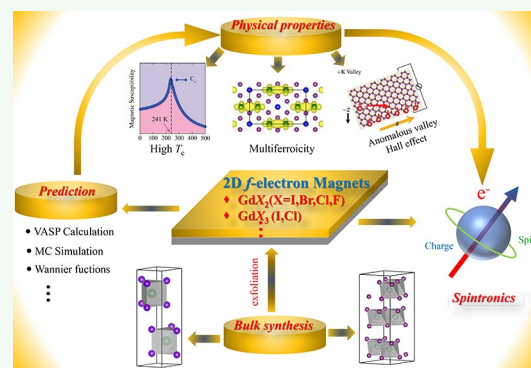 Physical properties
Magnetic Susceptibility
241 K
0 100 200 300 400 500
High Tc
Multiferroicity
+K Valley
-z
Anomalous valley
Hall effect
Prediction
VASP Calculation
MC Simulation
Wannier fuctions
2D f-electron Magnets
GdX2(X=I,Br,Cl,F)
GdX3 (I,Cl)
e-
Charge
Spi
Spintronics
exfoliation
Bulk synthesis